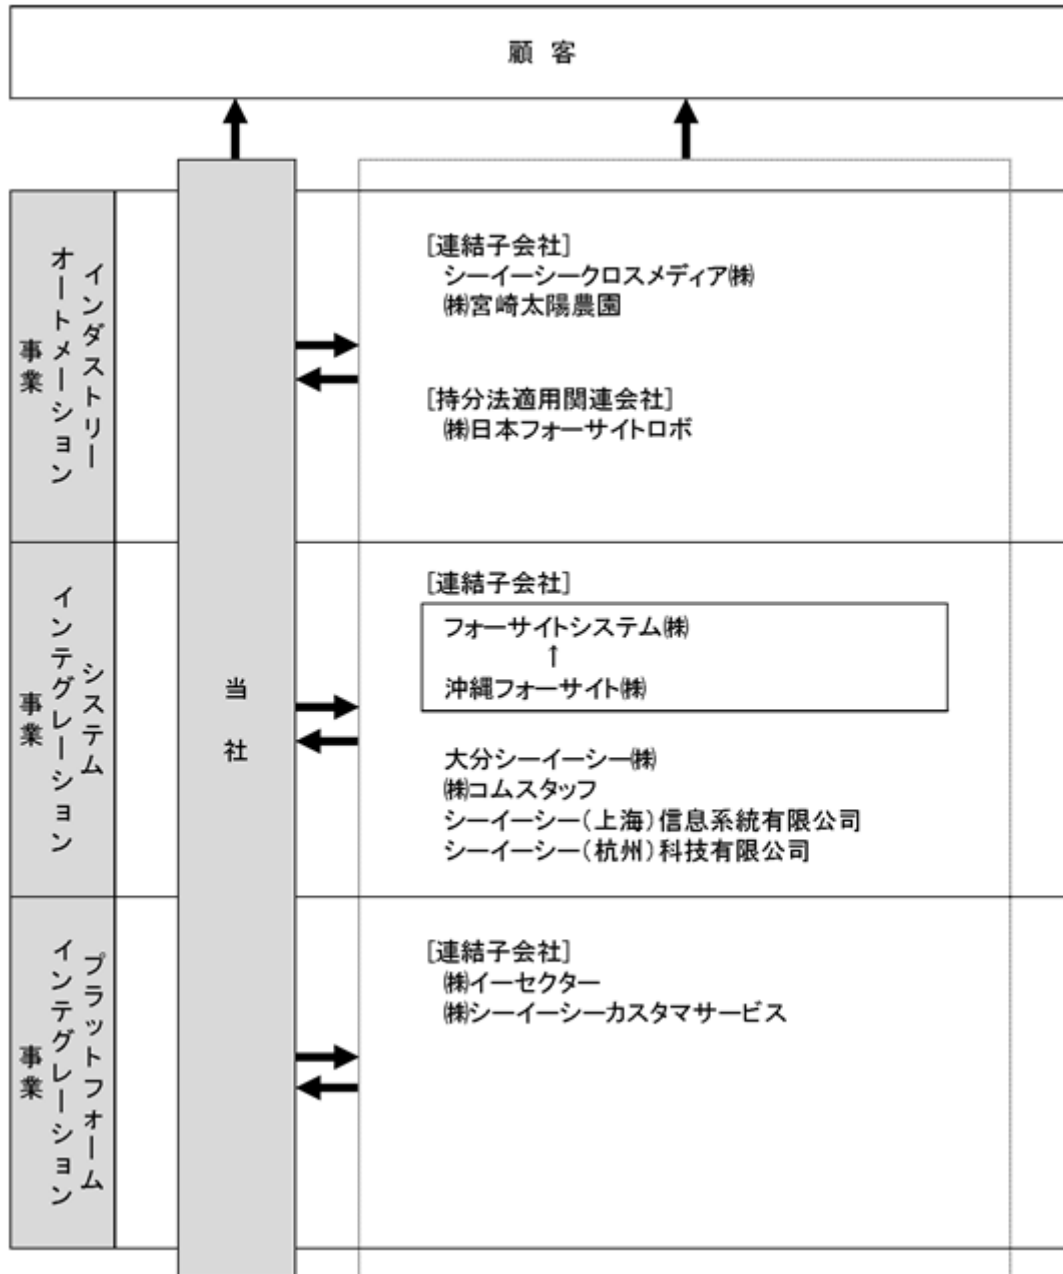 顧 客
インダストリー
オートメーション
事業
[連結子会社]
シーイーシークロスメディア㈱
㈱宮崎太陽農園
[持分法適用関連会社]
㈱日本フォーサイトロボ
当社
システム
インテグレーション
事業
[連結子会社]
フォーサイトシステム㈱
↑
沖縄フォーサイト㈱
大分シーイーシー㈱
㈱コムスタッフ
シーイーシー(上海)信息系統有限公司
シーイーシー(杭州)科技有限公司
プラットフォーム
インテグレーション
事業
[連結子会社]
㈱イーセクター
㈱シーイーシーカスタマサービス